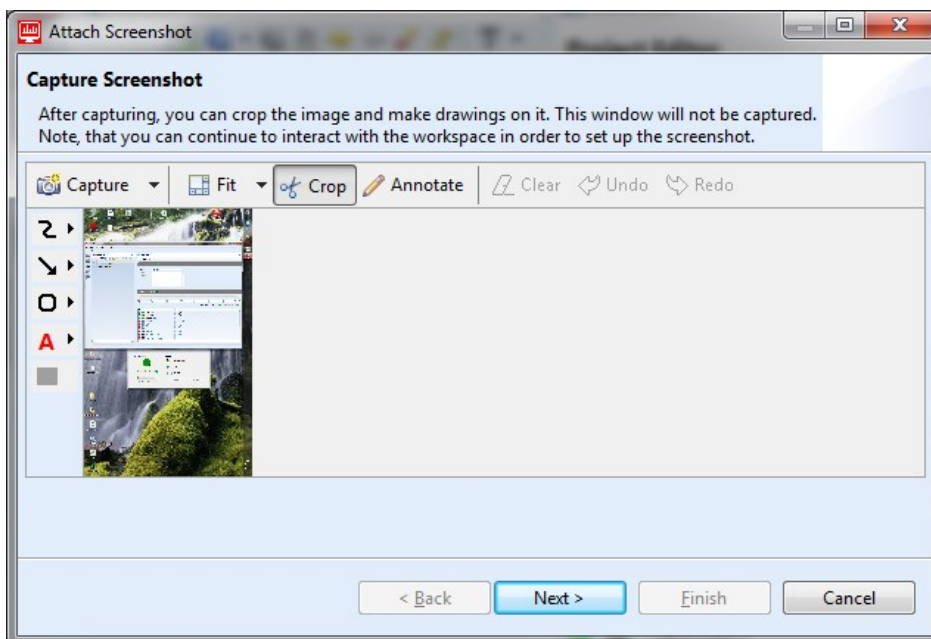 Attach Screenshot
Capture Screenshot
After capturing, you can crop the image and make drawings on it. This window will not be captured.
Note, that you can continue to interact with the workspace in order to set up the screenshot.
Capture Fit Crop Annotate Clear Undo Redo
A
< Back Next > Finish Cancel